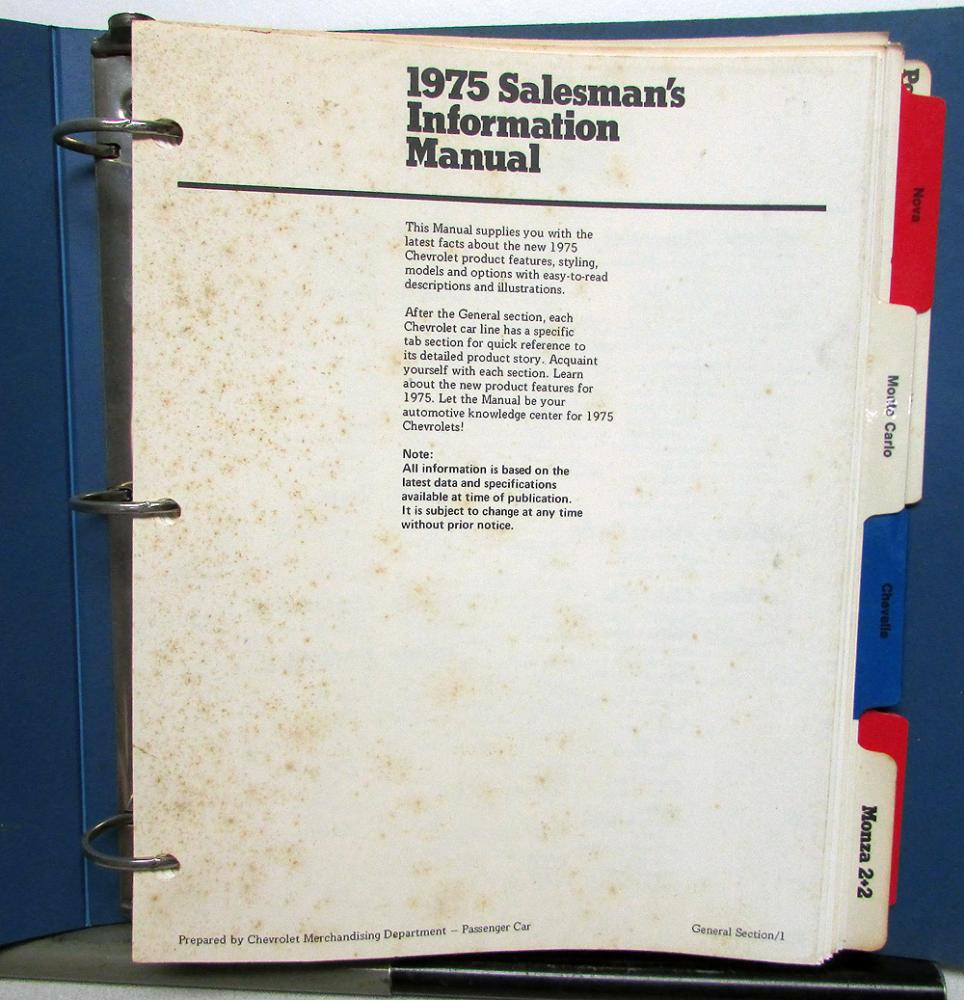 1975 Salesman's
Information
Manual
This Manual supplies you with the
latest facts about the new 1975
Chevrolet product features, styling,
models and options with easy-to-read
descriptions and illustrations.
After the General section, each
Chevrolet car line has a specific
tab section for quick reference to
its detailed product story. Acquaint
yourself with each section. Learn
about the new product features for
1975. Let the Manual be your
automotive knowledge center for 1975
Chevrolets!
Note:
All information is based on the
latest data and specifications
available at time of publication.
It is subject to change at any time
without prior notice.
Prepared by Chevrolet Merchandising Department — Passenger Car
General Section/1
Nova
Monte Carlo
Chevelle
Monza 2+2